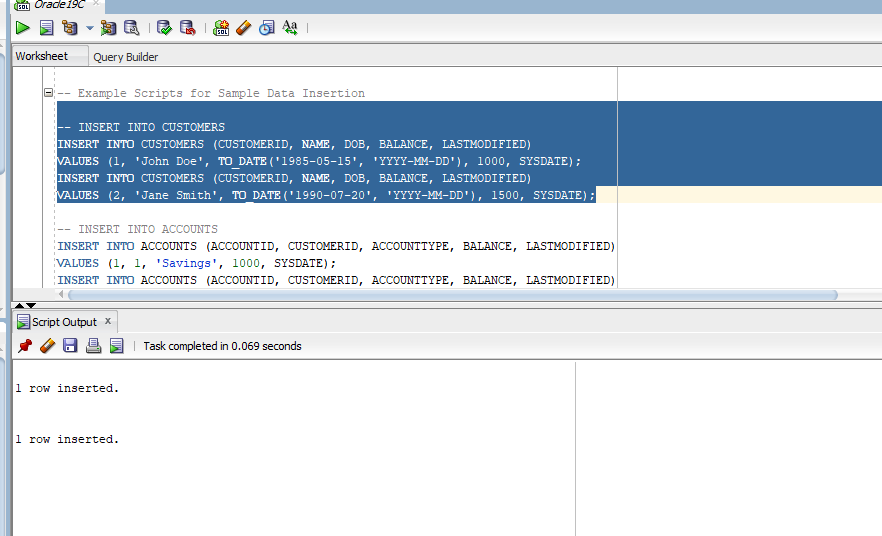 Oracle19C
Worksheet Query Builder
-- Example Scripts for Sample Data Insertion
-- INSERT INTO CUSTOMERS
INSERT INTO CUSTOMERS (CUSTOMERID, NAME, DOB, BALANCE, LASTMODIFIED)
VALUES (1, 'John Doe', TO_DATE('1985-05-15', 'YYYY-MM-DD'), 1000, SYSDATE);
INSERT INTO CUSTOMERS (CUSTOMERID, NAME, DOB, BALANCE, LASTMODIFIED)
VALUES (2, 'Jane Smith', TO_DATE('1990-07-20', 'YYYY-MM-DD'), 1500, SYSDATE);
-- INSERT INTO ACCOUNTS
INSERT INTO ACCOUNTS (ACCOUNTID, CUSTOMERID, ACCOUNTTYPE, BALANCE, LASTMODIFIED)
VALUES (1, 1, 'Savings', 1000, SYSDATE);
INSERT INTO ACCOUNTS (ACCOUNTID, CUSTOMERID, ACCOUNTTYPE, BALANCE, LASTMODIFIED)
Script Output x
Task completed in 0.069 seconds
1 row inserted.
1 row inserted.